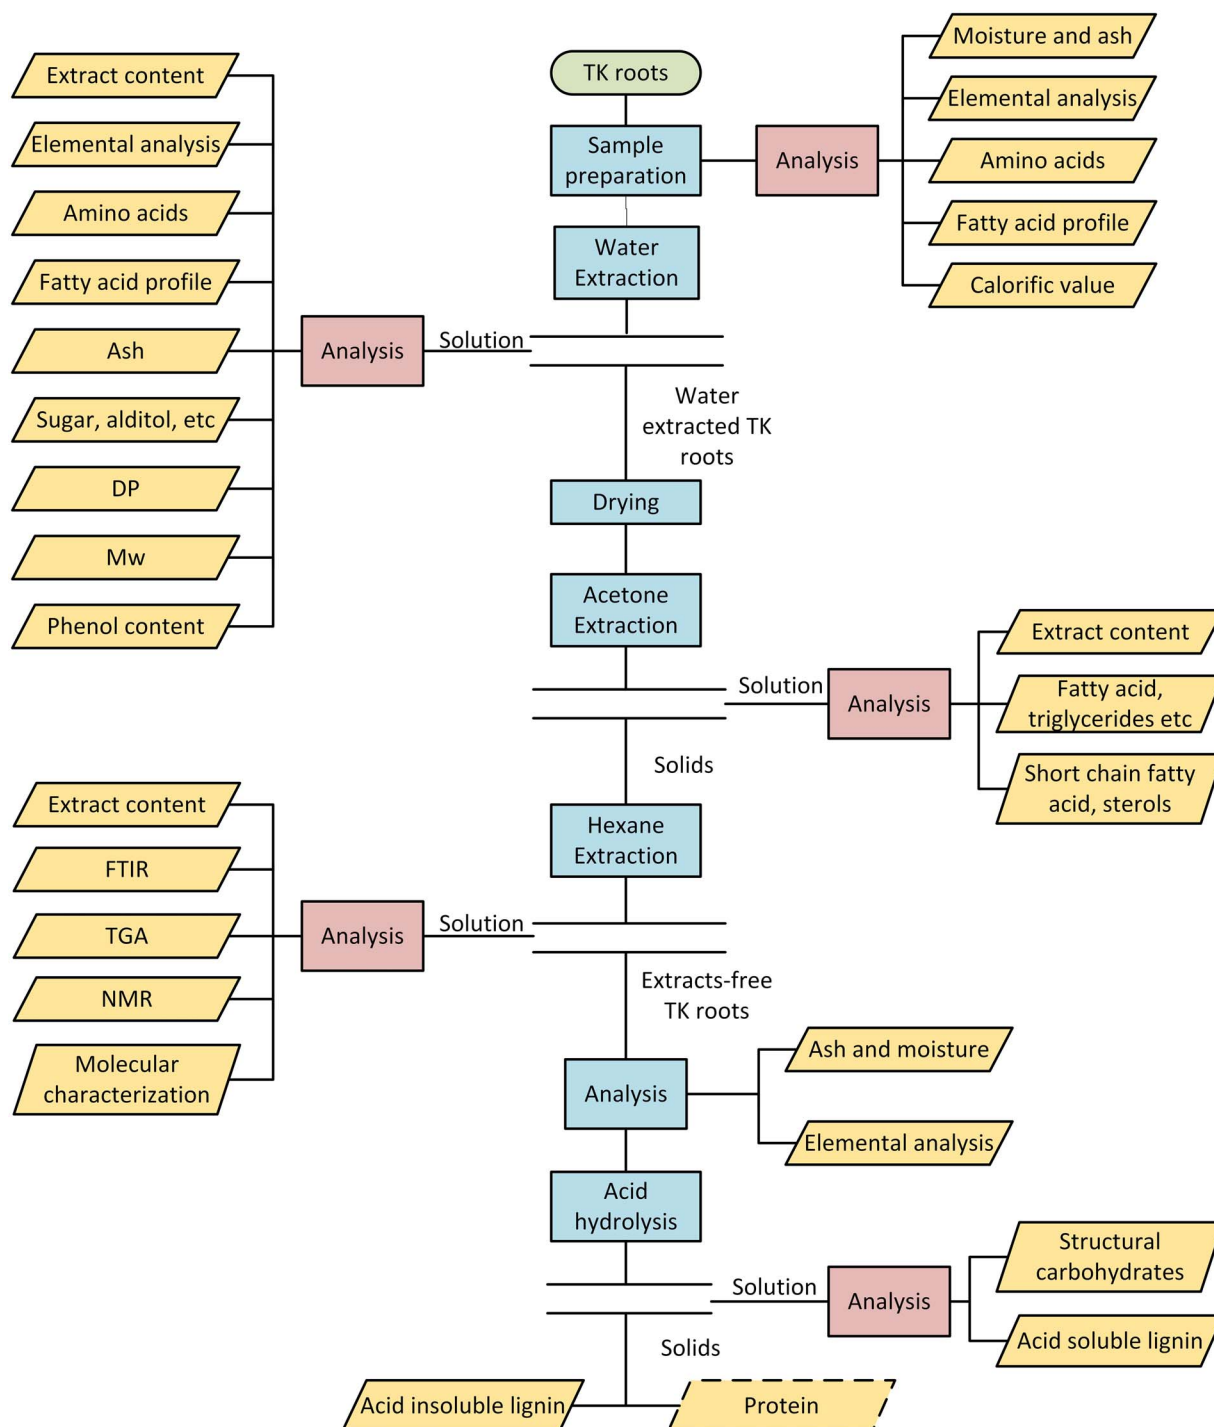 TK roots
Sample
preparation
Analysis
Moisture and ash
Elemental analysis
Amino acids
Fatty acid profile
Calorific value
Water
Extraction
Solution
Analysis
Extract content
Elemental analysis
Amino acids
Fatty acid profile
Ash
Sugar, alditol, etc
DP
Mw
Phenol content
Water
extracted TK
roots
Drying
Acetone
Extraction
Solution
Analysis
Extract content
Fatty acid,
triglycerides etc
Short chain fatty
acid, sterols
Solids
Hexane
Extraction
Solution
Analysis
Extract content
FTIR
TGA
NMR
Molecular
characterization
Extracts-free
TK roots
Analysis
Ash and moisture
Elemental analysis
Acid
hydrolysis
Solution
Analysis
Structural
carbohydrates
Acid soluble lignin
Solids
Acid insoluble lignin
Protein